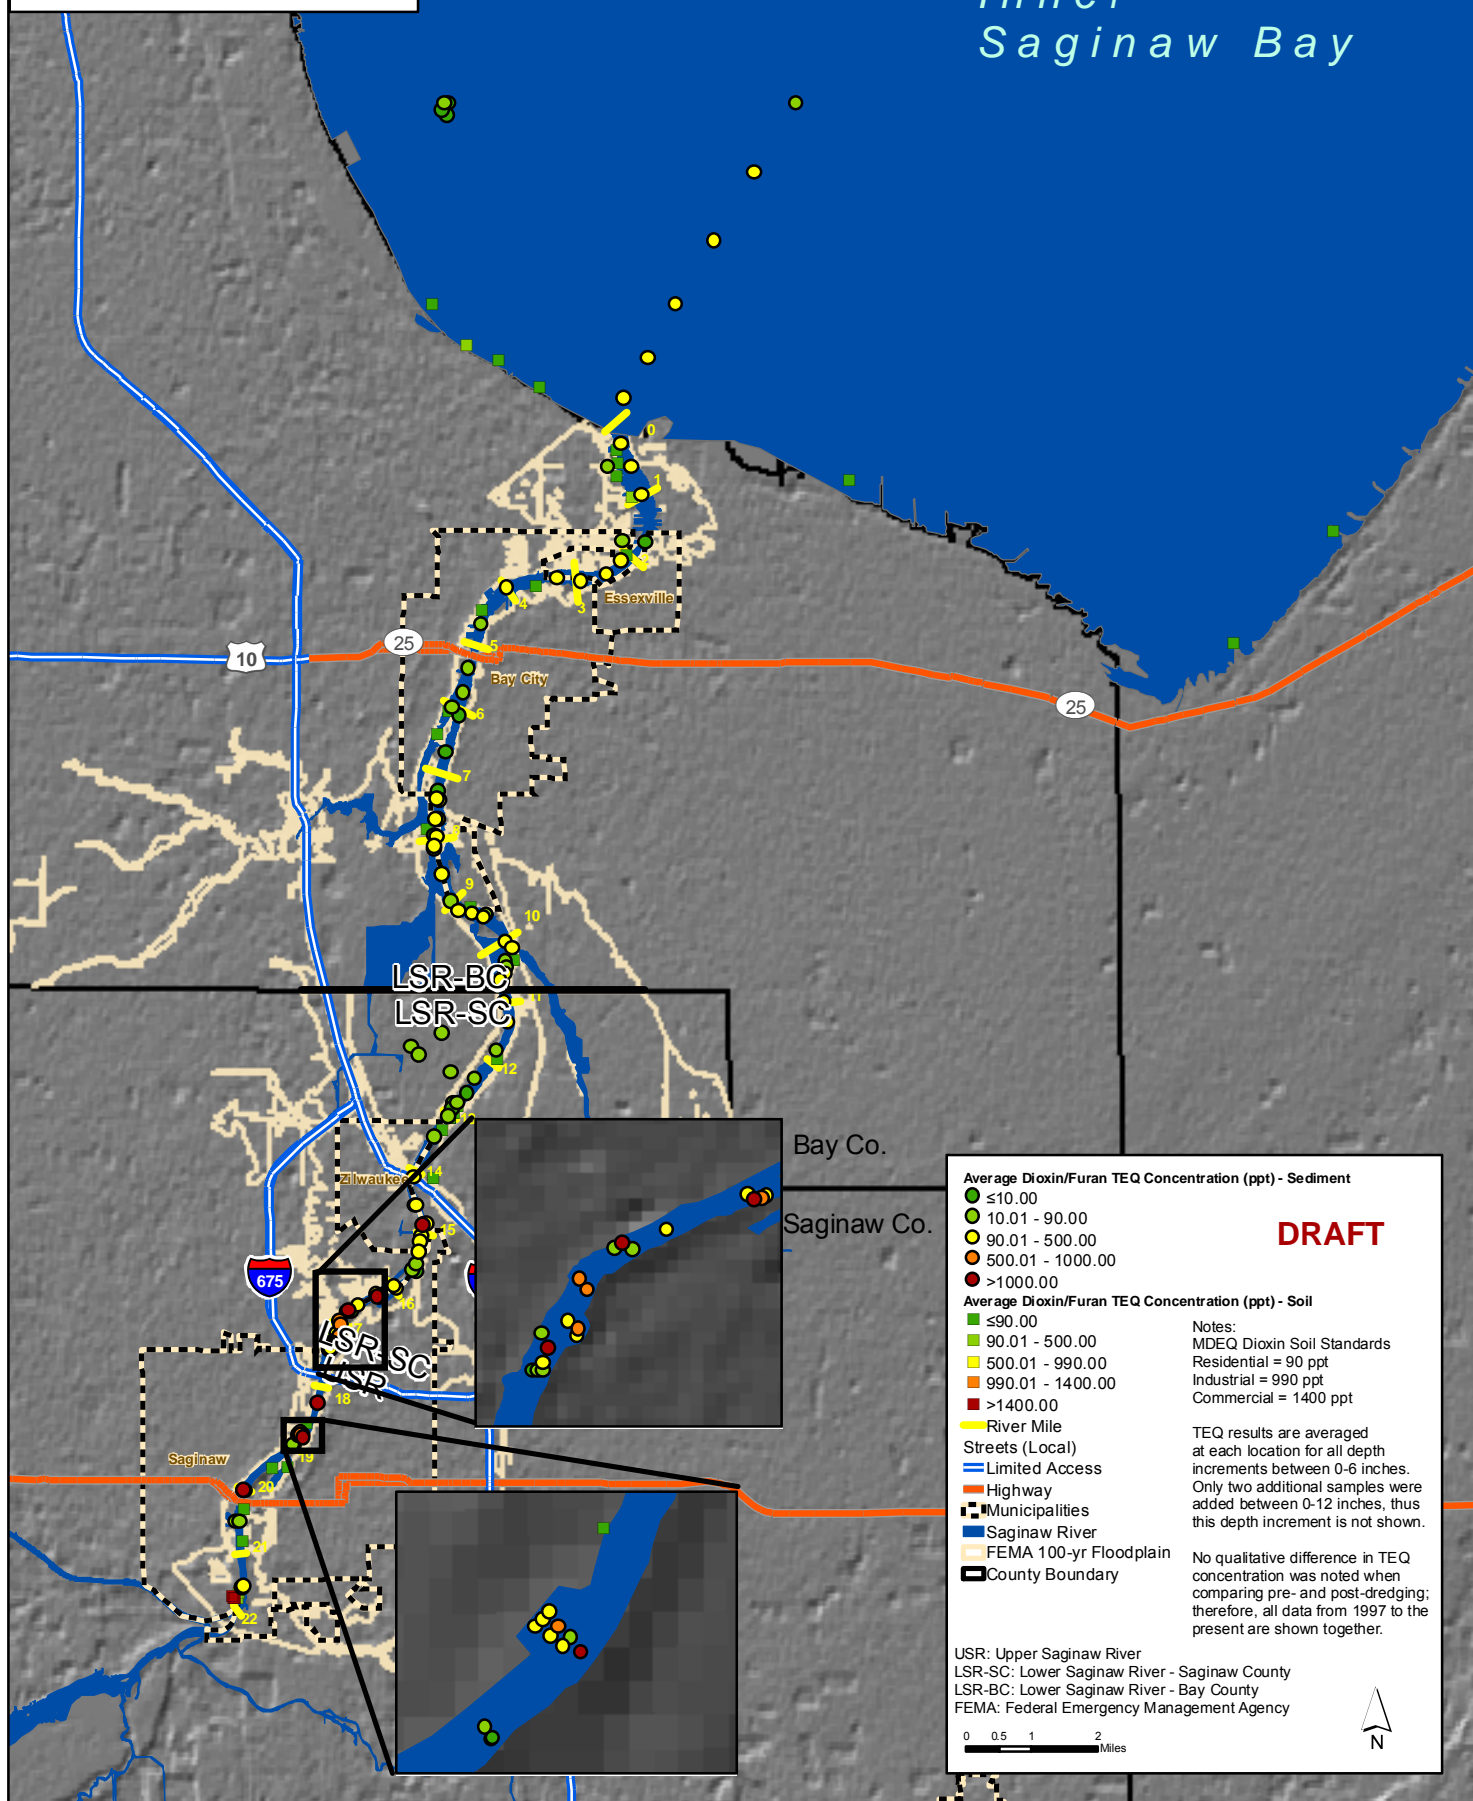 Saginaw Bay
0
1
Essexville
3
4
25
5
10
Bay City
6
25
7
8
9
10
LSR-BC
LSR-SC
11
12
13
Bay Co.
Zilwaukee
14
Saginaw Co.
15
675
16
17
LSR-SC
USR
18
Saginaw
19
20
21
22
Average Dioxin/Furan TEQ Concentration (ppt) - Sediment
≤10.00
10.01 - 90.00
90.01 - 500.00
500.01 - 1000.00
>1000.00
DRAFT
Average Dioxin/Furan TEQ Concentration (ppt) - Soil
≤90.00
90.01 - 500.00
500.01 - 990.00
990.01 - 1400.00
>1400.00
River Mile
Streets (Local)
Limited Access
Highway
Municipalities
Saginaw River
FEMA 100-yr Floodplain
County Boundary
Notes:
MDEQ Dioxin Soil Standards
Residential = 90 ppt
Industrial = 990 ppt
Commercial = 1400 ppt
TEQ results are averaged
at each location for all depth
increments between 0-6 inches.
Only two additional samples were
added between 0-12 inches, thus
this depth increment is not shown.
No qualitative difference in TEQ
concentration was noted when
comparing pre- and post-dredging;
therefore, all data from 1997 to the
present are shown together.
USR: Upper Saginaw River
LSR-SC: Lower Saginaw River - Saginaw County
LSR-BC: Lower Saginaw River - Bay County
FEMA: Federal Emergency Management Agency
0 0.5 1 2
Miles
N